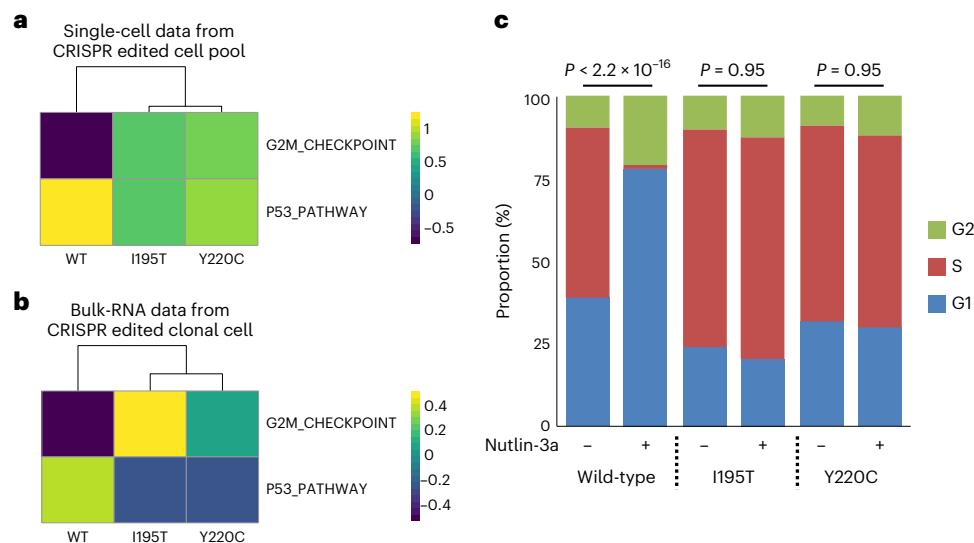 a
Single-cell data from
CRISPR edited cell pool
G2M_CHECKPOINT
P53_PATHWAY
WT I195T Y220C
1
0.5
0
−0.5
b
Bulk-RNA data from
CRISPR edited clonal cell
G2M_CHECKPOINT
P53_PATHWAY
WT I195T Y220C
0.4
0.2
0
−0.2
−0.4
c
P < 2.2 × 10⁻¹⁶ P = 0.95 P = 0.95
100
75
50
25
0
Proportion (%)
G2
S
G1
Nutlin-3a − + − + − +
Wild-type I195T Y220C